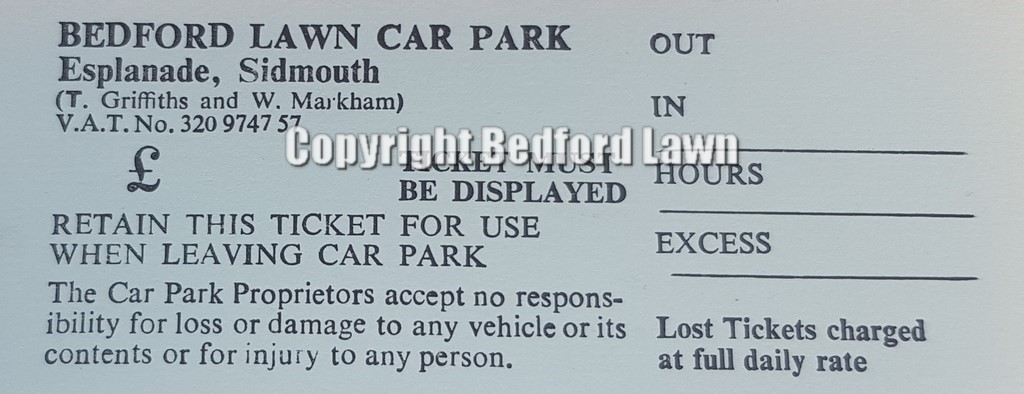 BEDFORD LAWN CAR PARK
Esplanade, Sidmouth
(T. Griffiths and W. Markham)
V.A.T. No. 320 9747 57
£
TICKET MUST
BE DISPLAYED
RETAIN THIS TICKET FOR USE
WHEN LEAVING CAR PARK
The Car Park Proprietors accept no respons-
ibility for loss or damage to any vehicle or its
contents or for injury to any person.
OUT
IN
HOURS
EXCESS
Lost Tickets charged
at full daily rate
Copyright Bedford Lawn